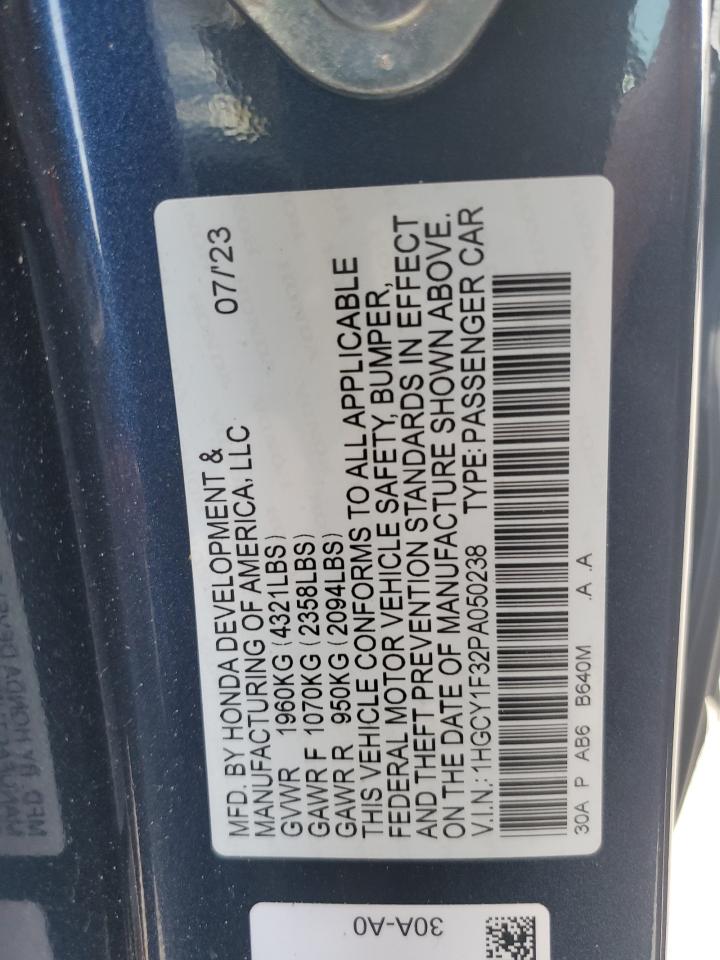 07/'23
MFD. BY HONDA DEVELOPMENT &
MANUFACTURING OF AMERICA, LLC
GVWR 1960KG (4321LBS)
GAWR F 1070KG (2358LBS)
GAWR R 950KG (2094LBS)
THIS VEHICLE CONFORMS TO ALL APPLICABLE
FEDERAL MOTOR VEHICLE SAFETY, BUMPER,
AND THEFT PREVENTION STANDARDS IN EFFECT
ON THE DATE OF MANUFACTURE SHOWN ABOVE.
V.I.N.:1HGCY1F32PA050238 TYPE:PASSENGER CAR
30A P AB6 B640M .A .A
30A-A0